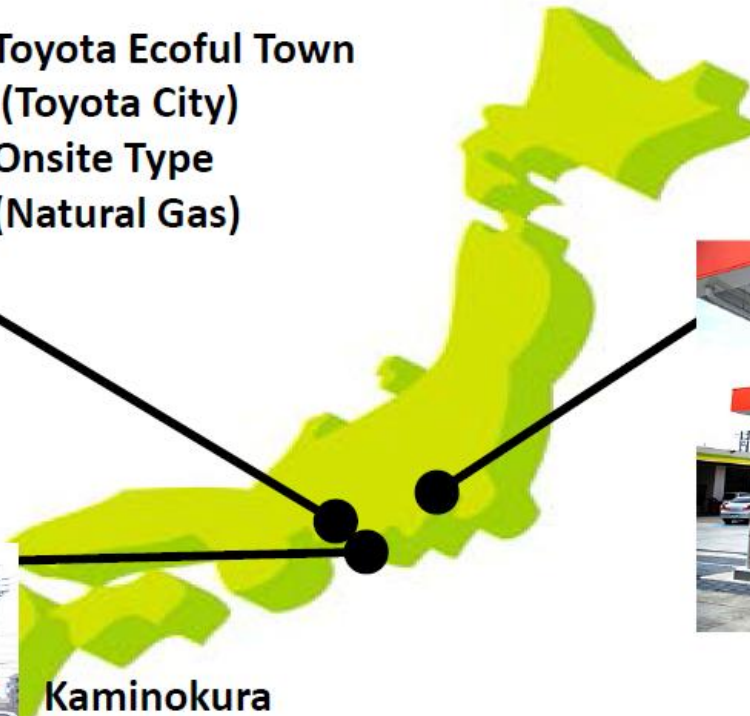 Toyota Ecoful Town
(Toyota City)
Onsite Type
(Natural Gas)
Kaminokura